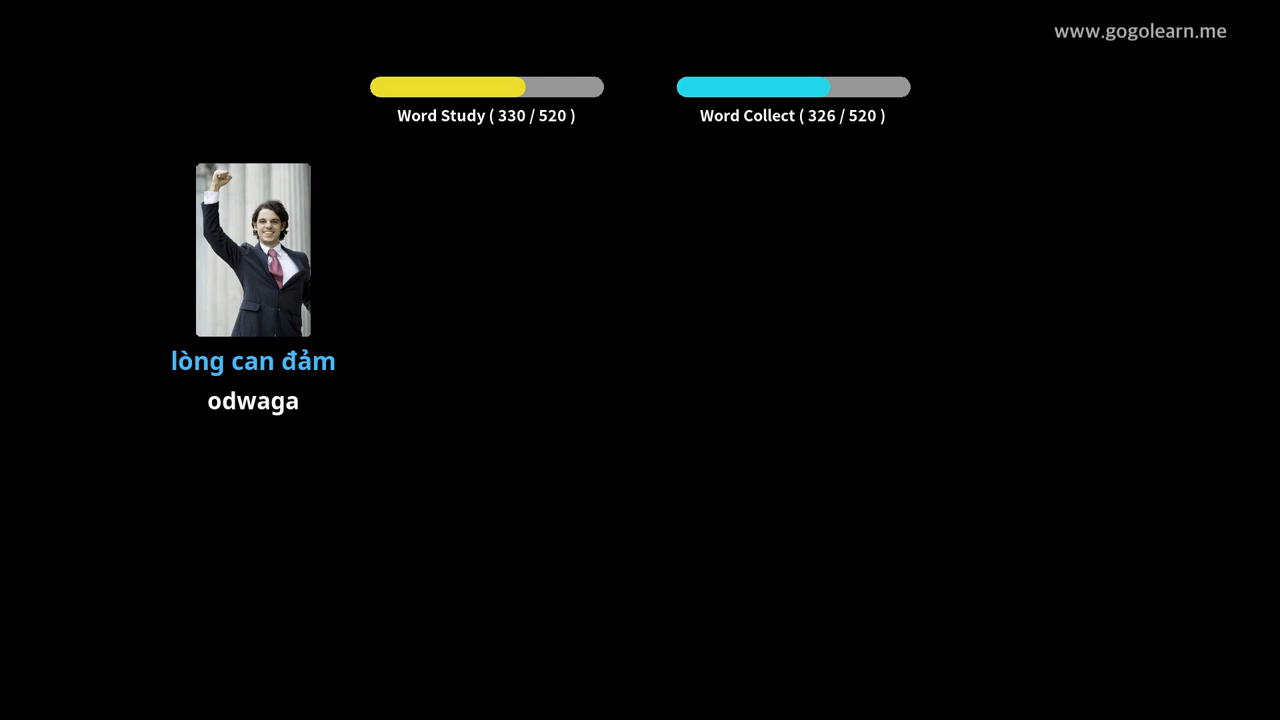 www.gogolearn.me
Word Study ( 330 / 520 )
Word Collect ( 326 / 520 )
lòng can đảm
odwaga